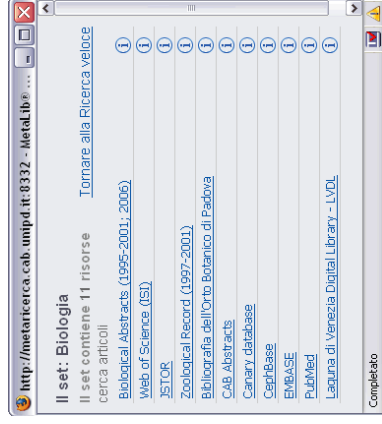 http://metaricerca.cab.unipd.it:8332 - MetaLib® ...
Il set: Biologia
Il set contiene 11 risorse
Tornare alla Ricerca veloce
cerca articoli
Biological Abstracts (1995-2001; 2006)
Web of Science (ISI)
JSTOR
Zoological Record (1997-2001)
Bibliografia dell'Orto Botanico di Padova
CAB Abstracts
Canary database
CephBase
EMBASE
PubMed
Laguna di Venezia Digital Library - LVDL
Completato